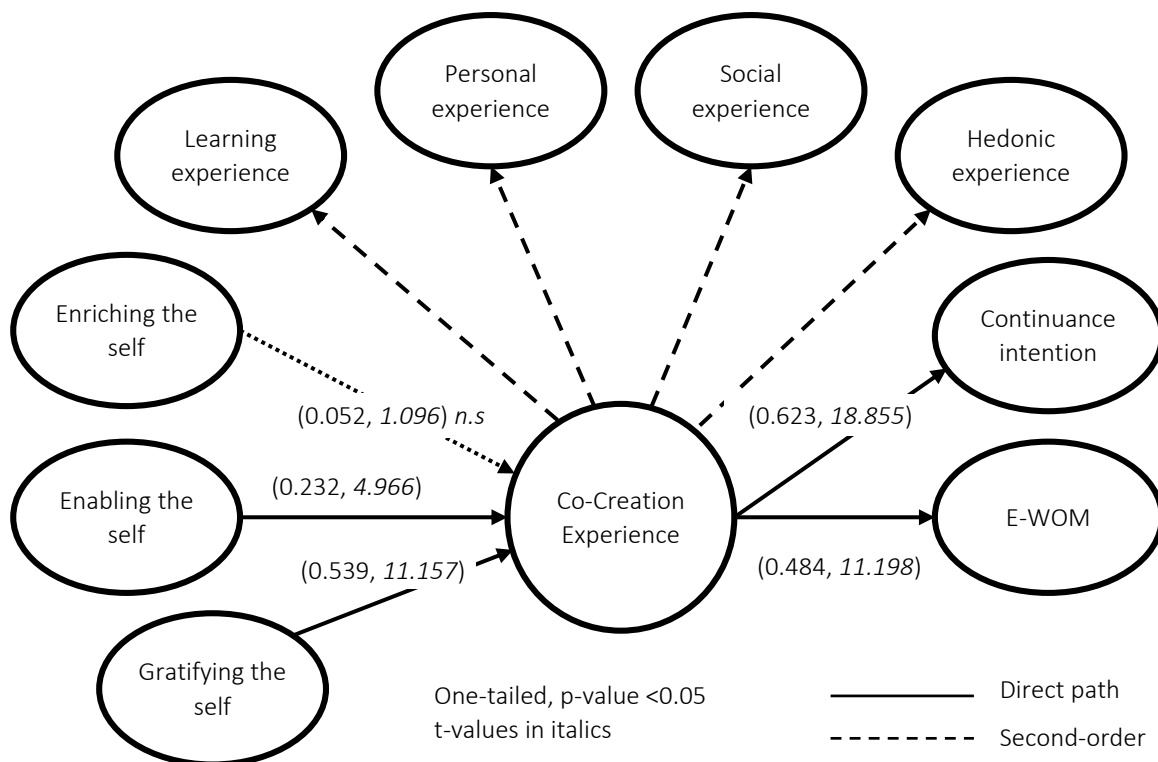 Personal
experience
Social
experience
Learning
experience
Hedonic
experience
Enriching the
self
Continuance
intention
(0.052, 1.096) n.s
(0.623, 18.855)
Enabling the
self
(0.232, 4.966)
Co-Creation
Experience
E-WOM
(0.539, 11.157)
(0.484, 11.198)
Gratifying the
self
One-tailed, p-value <0.05
t-values in italics
Direct path
Second-order